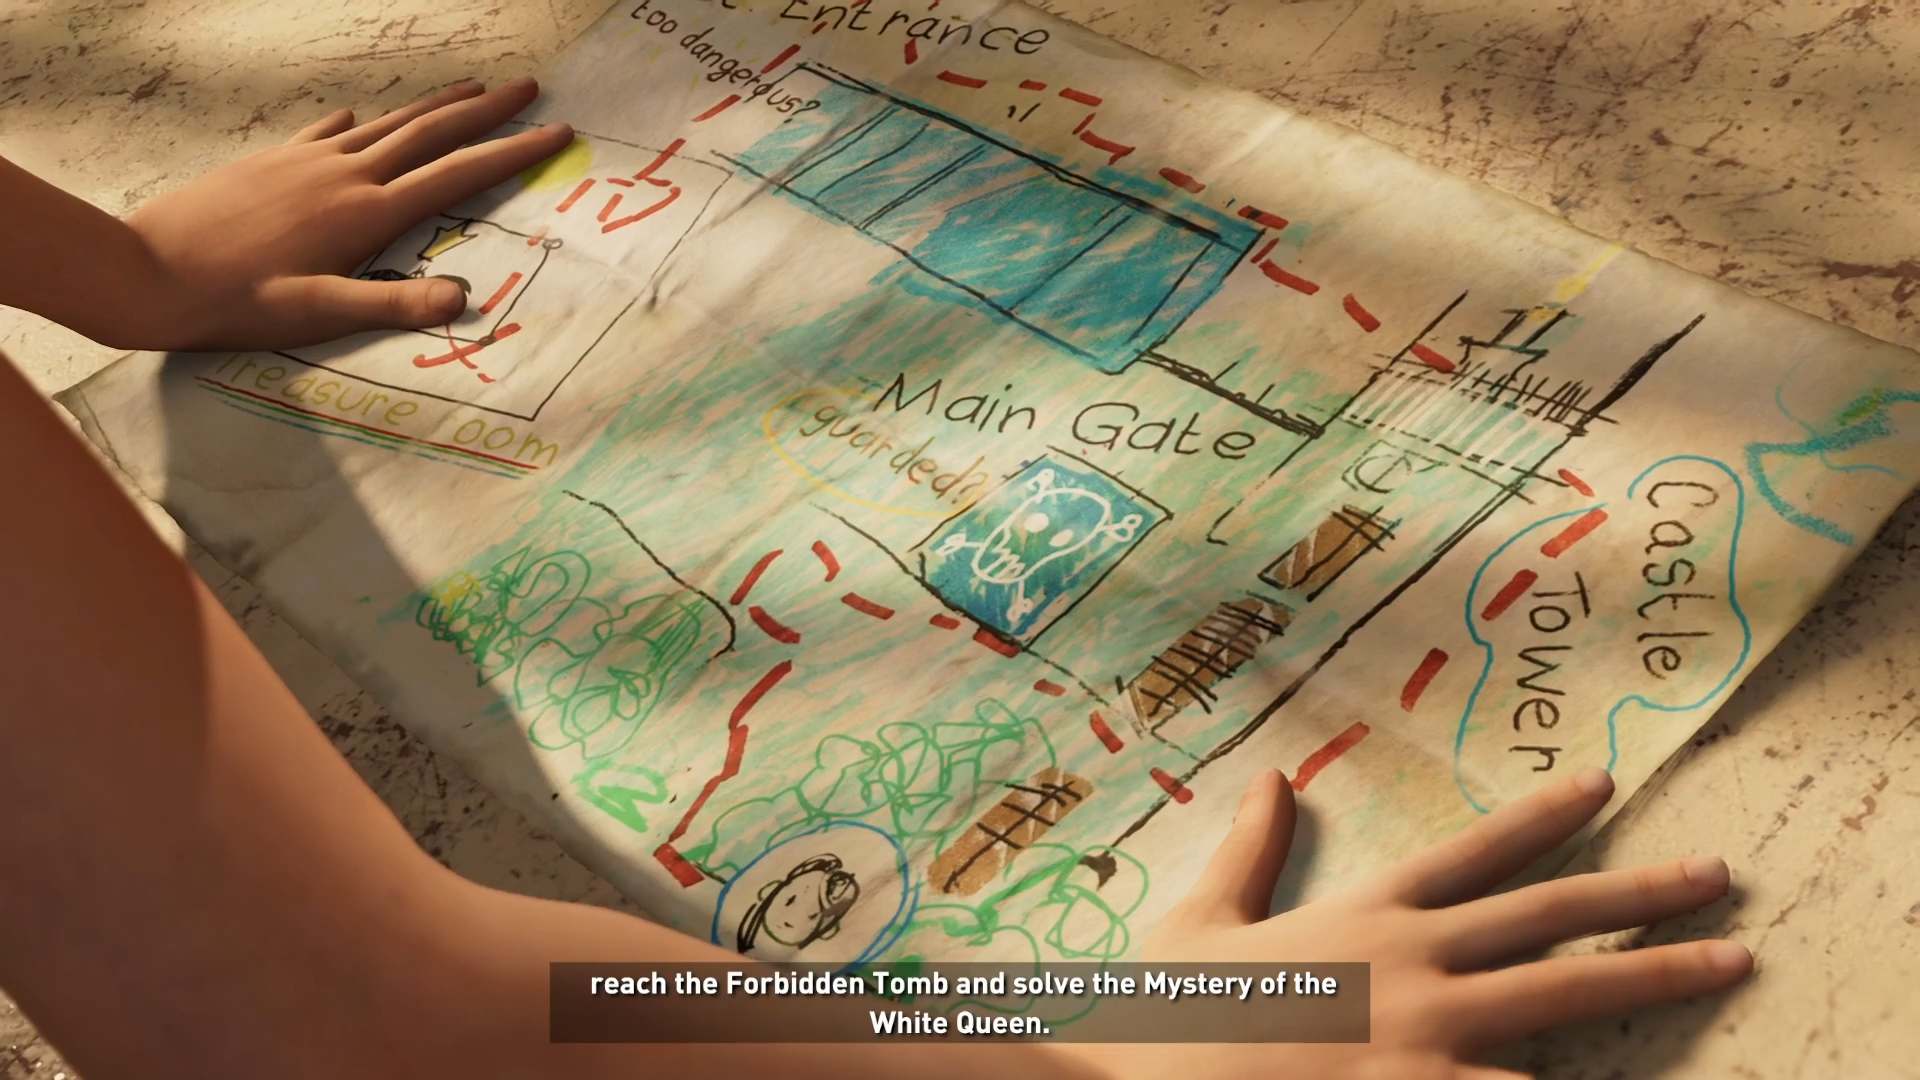 Entrance
too dangerous?
Treasure room
Main Gate
guarded?
Castle
Tower
reach the Forbidden Tomb and solve the Mystery of the
White Queen.